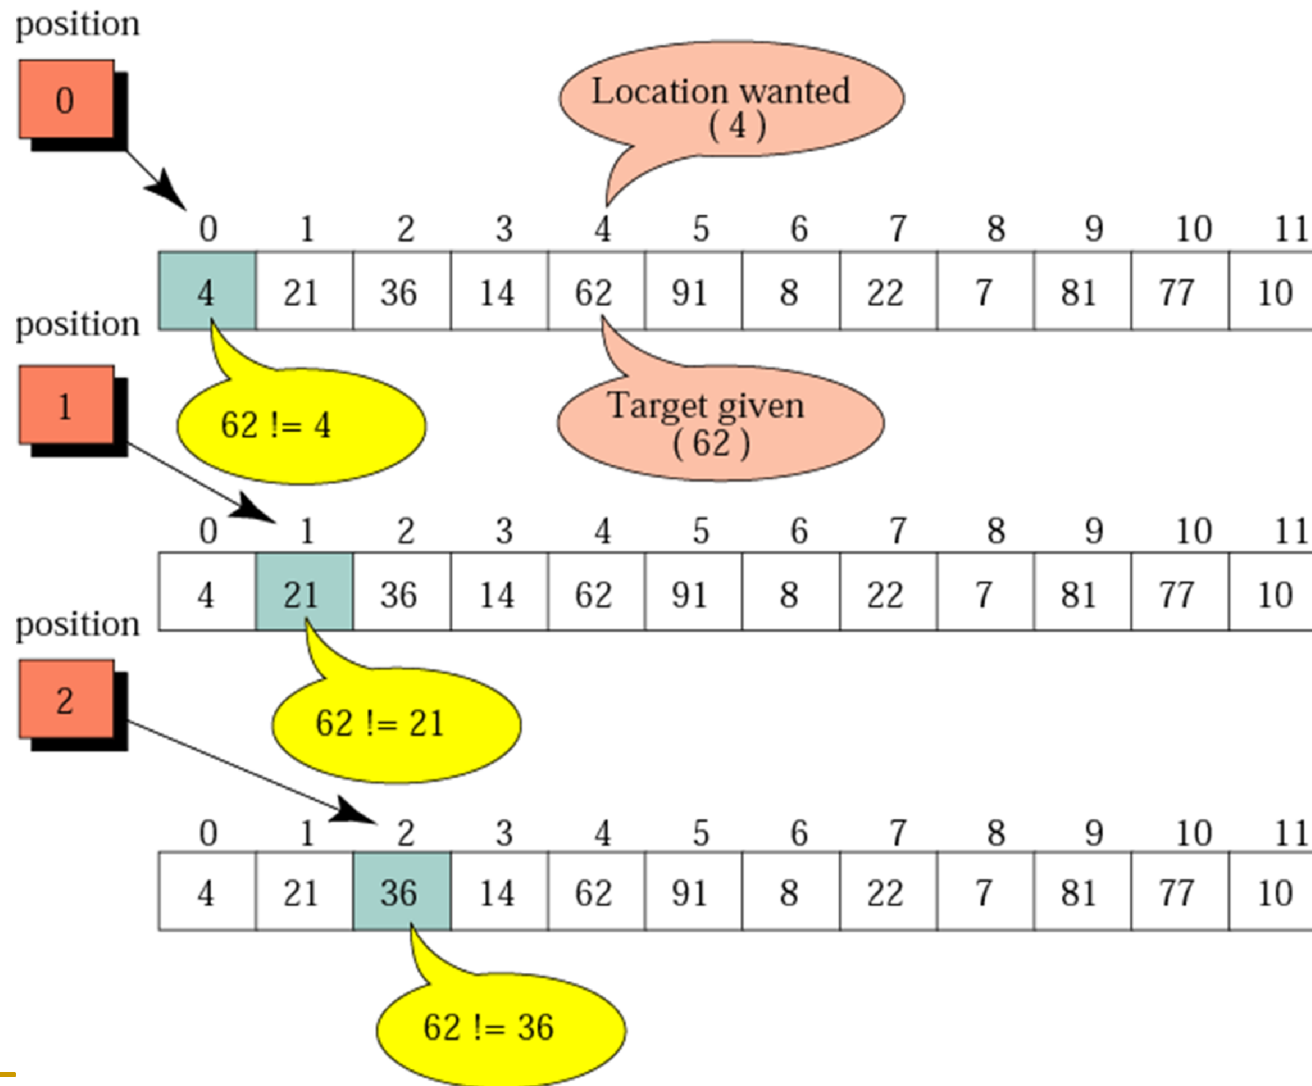 position
0
Location wanted
( 4 )
0 1 2 3 4 5 6 7 8 9 10 11
4 21 36 14 62 91 8 22 7 81 77 10
position
1
62 != 4
Target given
( 62 )
0 1 2 3 4 5 6 7 8 9 10 11
4 21 36 14 62 91 8 22 7 81 77 10
position
2
62 != 21
0 1 2 3 4 5 6 7 8 9 10 11
4 21 36 14 62 91 8 22 7 81 77 10
62 != 36